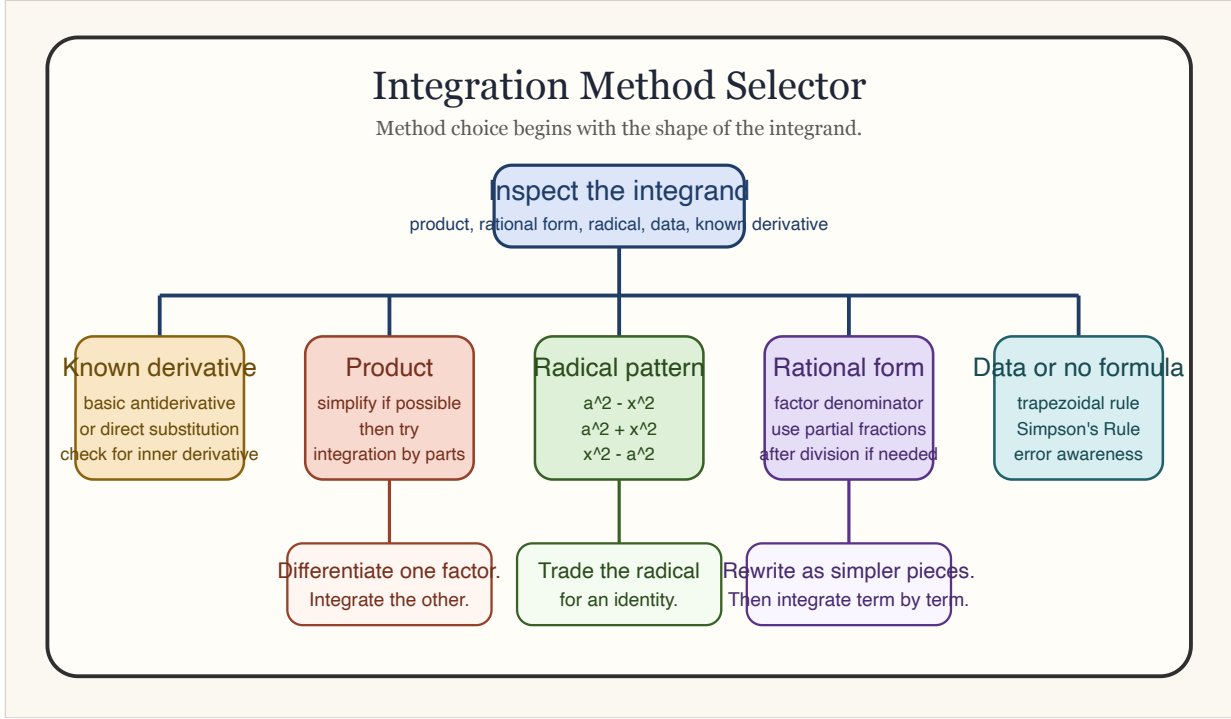 Integration Method Selector
Method choice begins with the shape of the integrand.
Inspect the integrand
product, rational form, radical, data, known derivative
Known derivative
basic antiderivative
or direct substitution
check for inner derivative
Product
simplify if possible
then try
integration by parts
Radical pattern
a^2 - x^2
a^2 + x^2
x^2 - a^2
Rational form
factor denominator
use partial fractions
after division if needed
Data or no formula
trapezoidal rule
Simpson's Rule
error awareness
Differentiate one factor.
Integrate the other.
Trade the radical
for an identity.
Rewrite as simpler pieces.
Then integrate term by term.